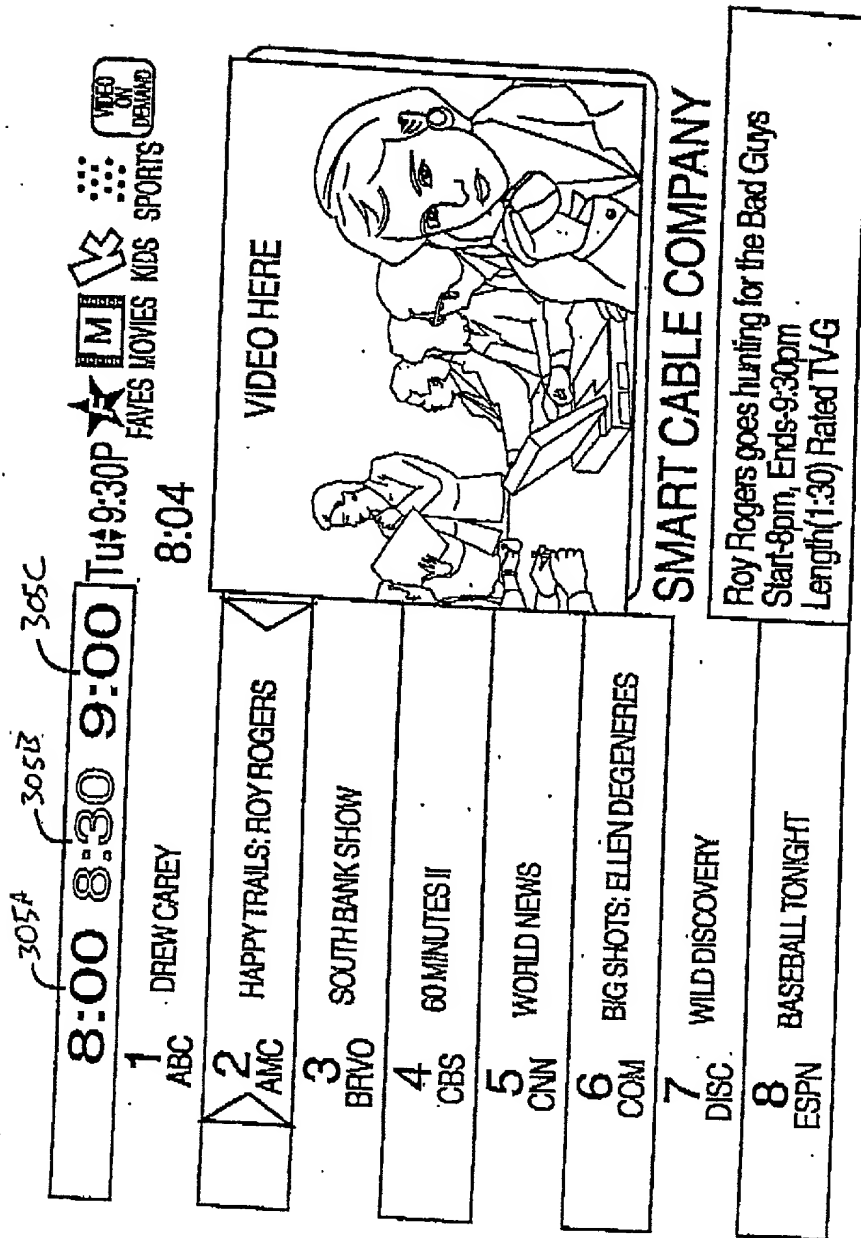 305A
305B
305C
8:00 8:30 9:00
Tu 9:30P
8:04
F
FAVES
M
MOVIES
K
KIDS
SPORTS
VIDEO
ON
DEMAND
1
ABC
DREW CAREY
2
AMC
HAPPY TRAILS: ROY ROGERS
3
BRVO
SOUTH BANK SHOW
4
CBS
60 MINUTES II
5
CNN
WORLD NEWS
6
COM
BIG SHOTS: ELLEN DEGENERES
7
DISC
WILD DISCOVERY
8
ESPN
BASEBALL TONIGHT
VIDEO HERE
SMART CABLE COMPANY
Roy Rogers goes hunting for the Bad Guys
Start-8pm, Ends-9:30pm
Length(1:30) Rated TV-G